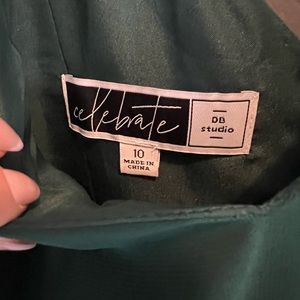 celebrate
DB
studio
10
MADE IN
CHINA